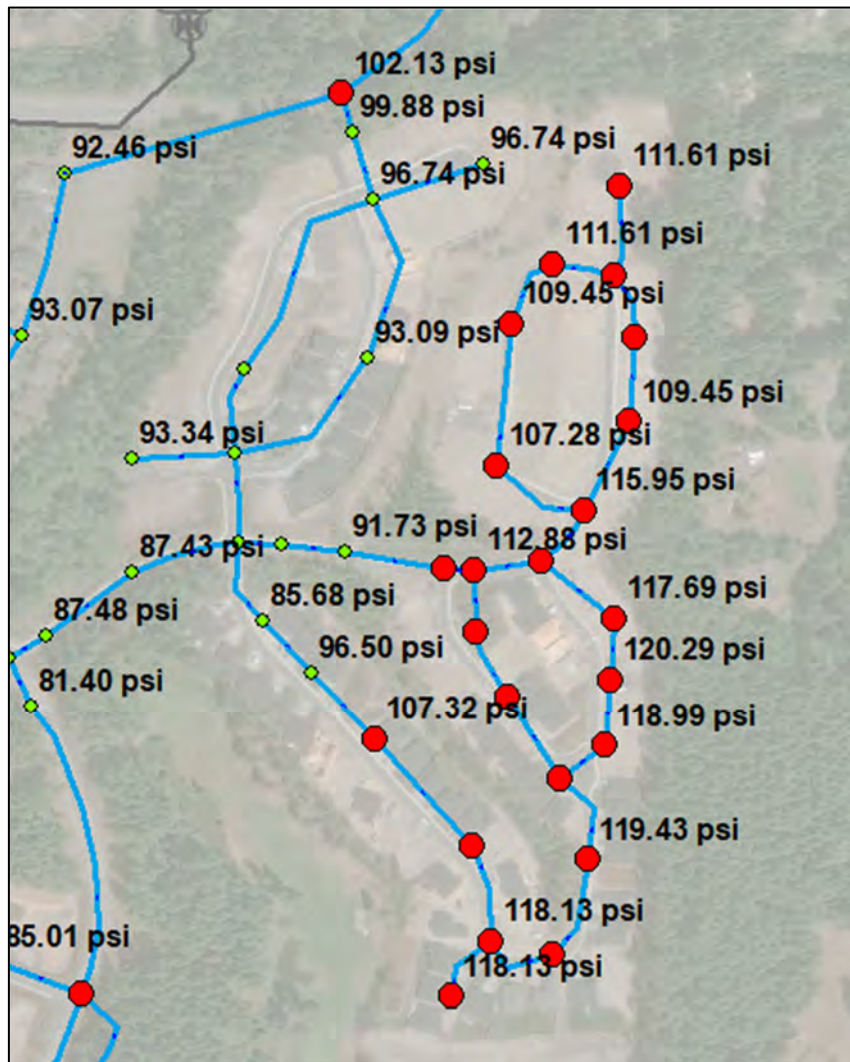 102.13 psi
99.88 psi
92.46 psi
96.74 psi
96.74 psi
111.61 psi
111.61 psi
109.45 psi
93.07 psi
93.09 psi
109.45 psi
93.34 psi
107.28 psi
115.95 psi
91.73 psi
112.88 psi
87.43 psi
117.69 psi
87.48 psi
85.68 psi
96.50 psi
120.29 psi
81.40 psi
107.32 psi
118.99 psi
119.43 psi
118.13 psi
85.01 psi
118.13 psi